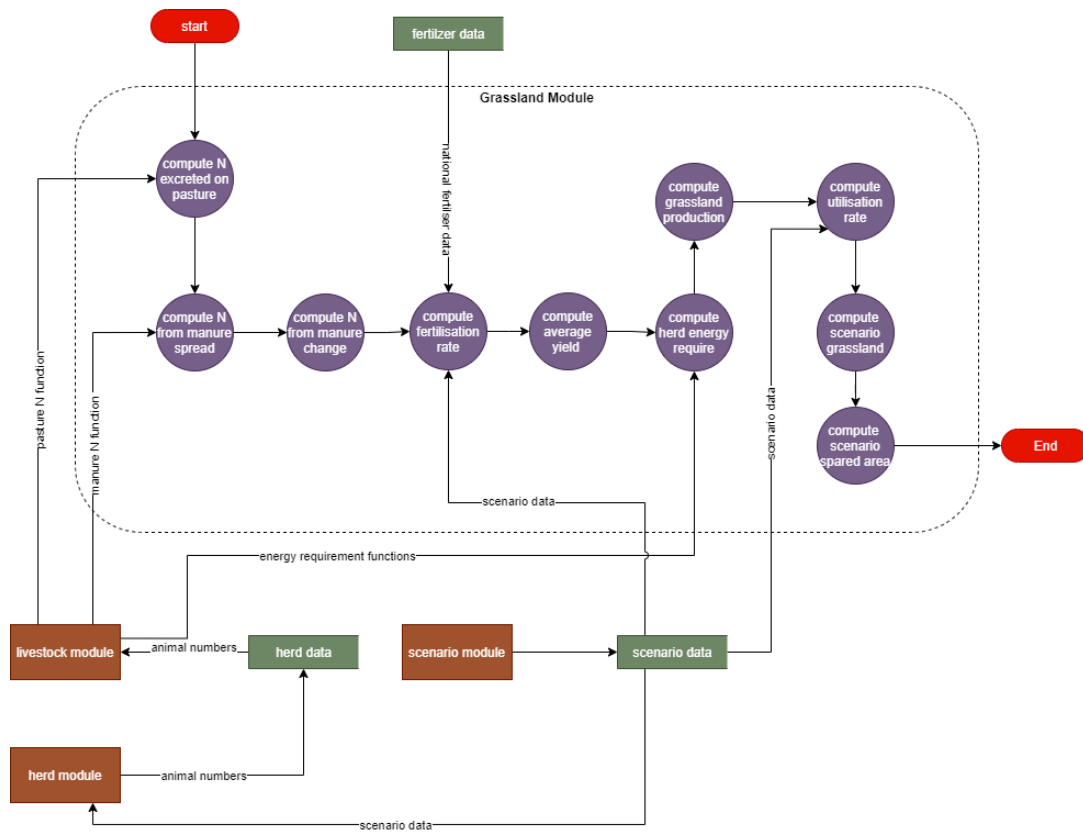 start
fertilzer data
Grassland Module
national fertiliser data
compute N
excreted on
pasture
compute
grassland
production
compute
utilisation
rate
compute N
from manure
spread
compute N
from manure
change
compute
fertilisation
rate
compute
average
yield
compute
herd energy
require
compute
scenario
grassland
pasture N function
manure N function
scenario data
compute
scenario
spared area
End
scenario data
energy requirement functions
livestock module
animal numbers
herd data
scenario module
scenario data
herd module
animal numbers
scenario data